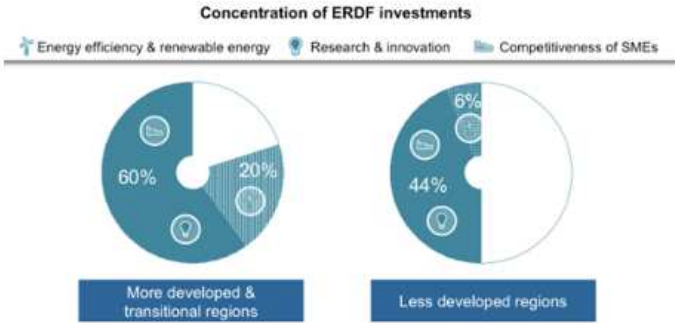 Concentration of ERDF investments
Energy efficiency & renewable energy Research & innovation Competitiveness of SMEs
60%
20%
6%
44%
More developed &
transitional regions
Less developed regions